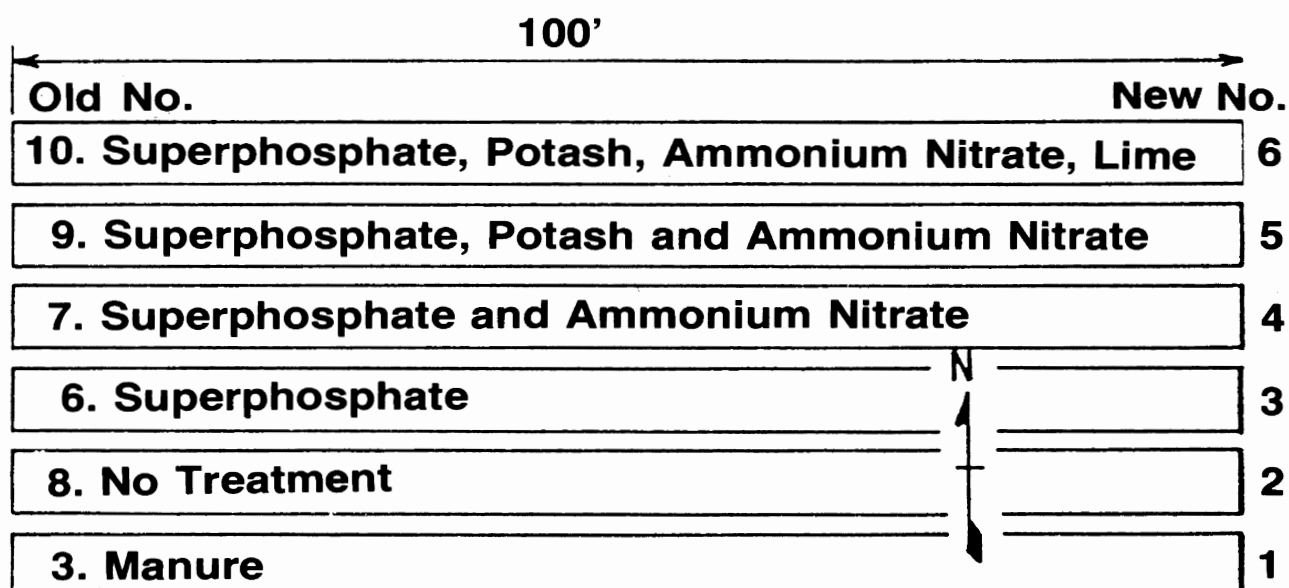 100’
Old No. New No.
10. Superphosphate, Potash, Ammonium Nitrate, Lime 6
9. Superphosphate, Potash and Ammonium Nitrate 5
7. Superphosphate and Ammonium Nitrate 4
N
6. Superphosphate 3
8. No Treatment 2
3. Manure 1